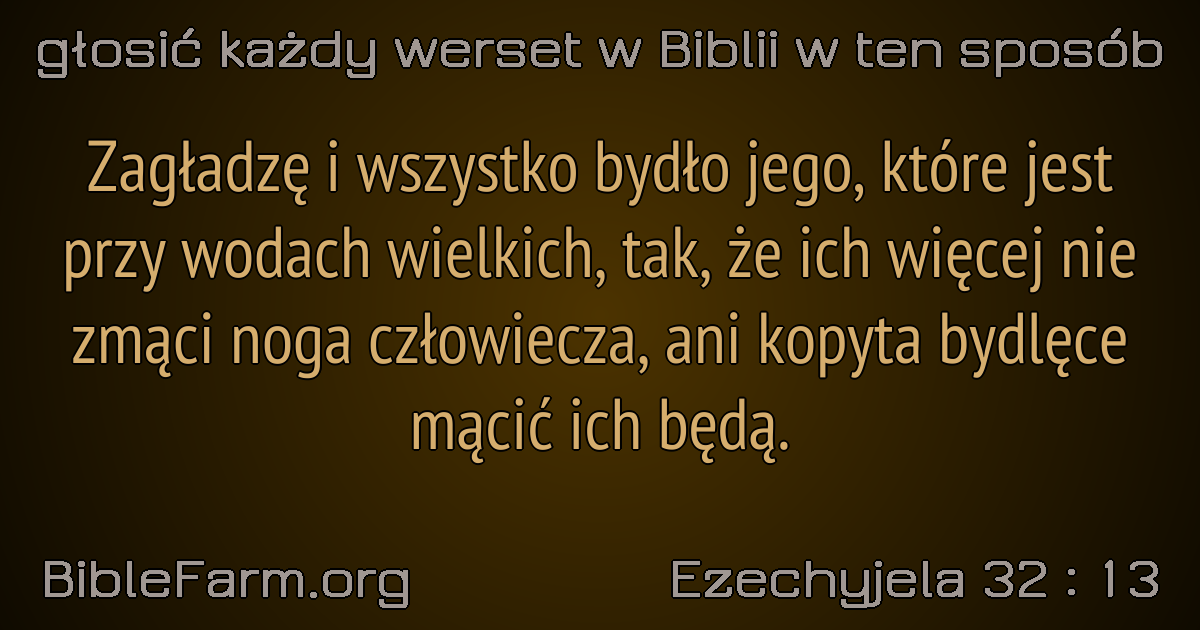 głosić każdy werset w Biblii w ten sposób
Zagładzę i wszystko bydło jego, które jest
przy wodach wielkich, tak, że ich więcej nie
zmąci noga człowiecza, ani kopyta bydlęce
mącić ich będą.
BibleFarm.org
Ezechyjela 32 : 13